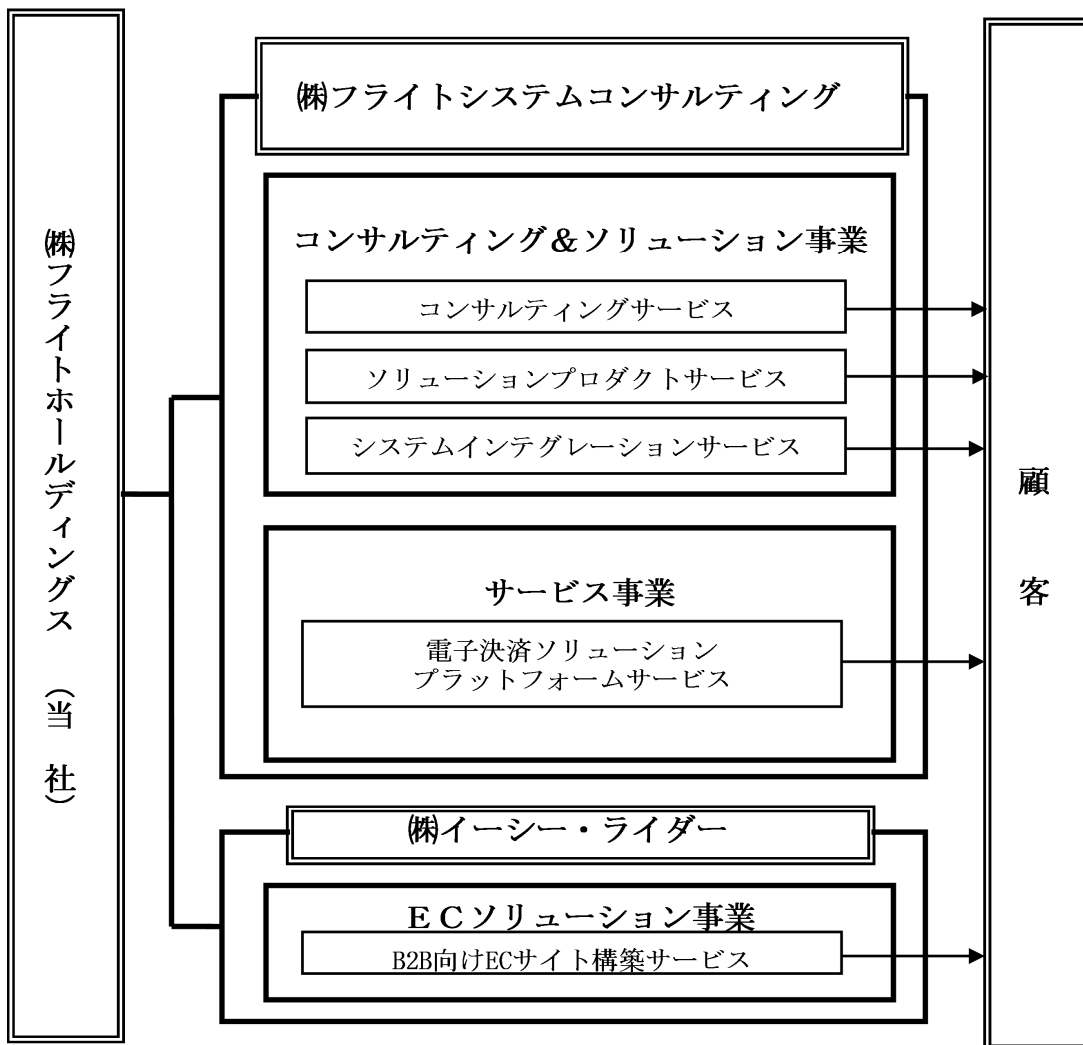 ㈱フライトホールディングス （当 社）
㈱フライトシステムコンサルティング
コンサルティング＆ソリューション事業
コンサルティングサービス
ソリューションプロダクトサービス
システムインテグレーションサービス
サービス事業
電子決済ソリューション
プラットフォームサービス
㈱イーシー・ライダー
ＥＣソリューション事業
B2B向けECサイト構築サービス
顧 客